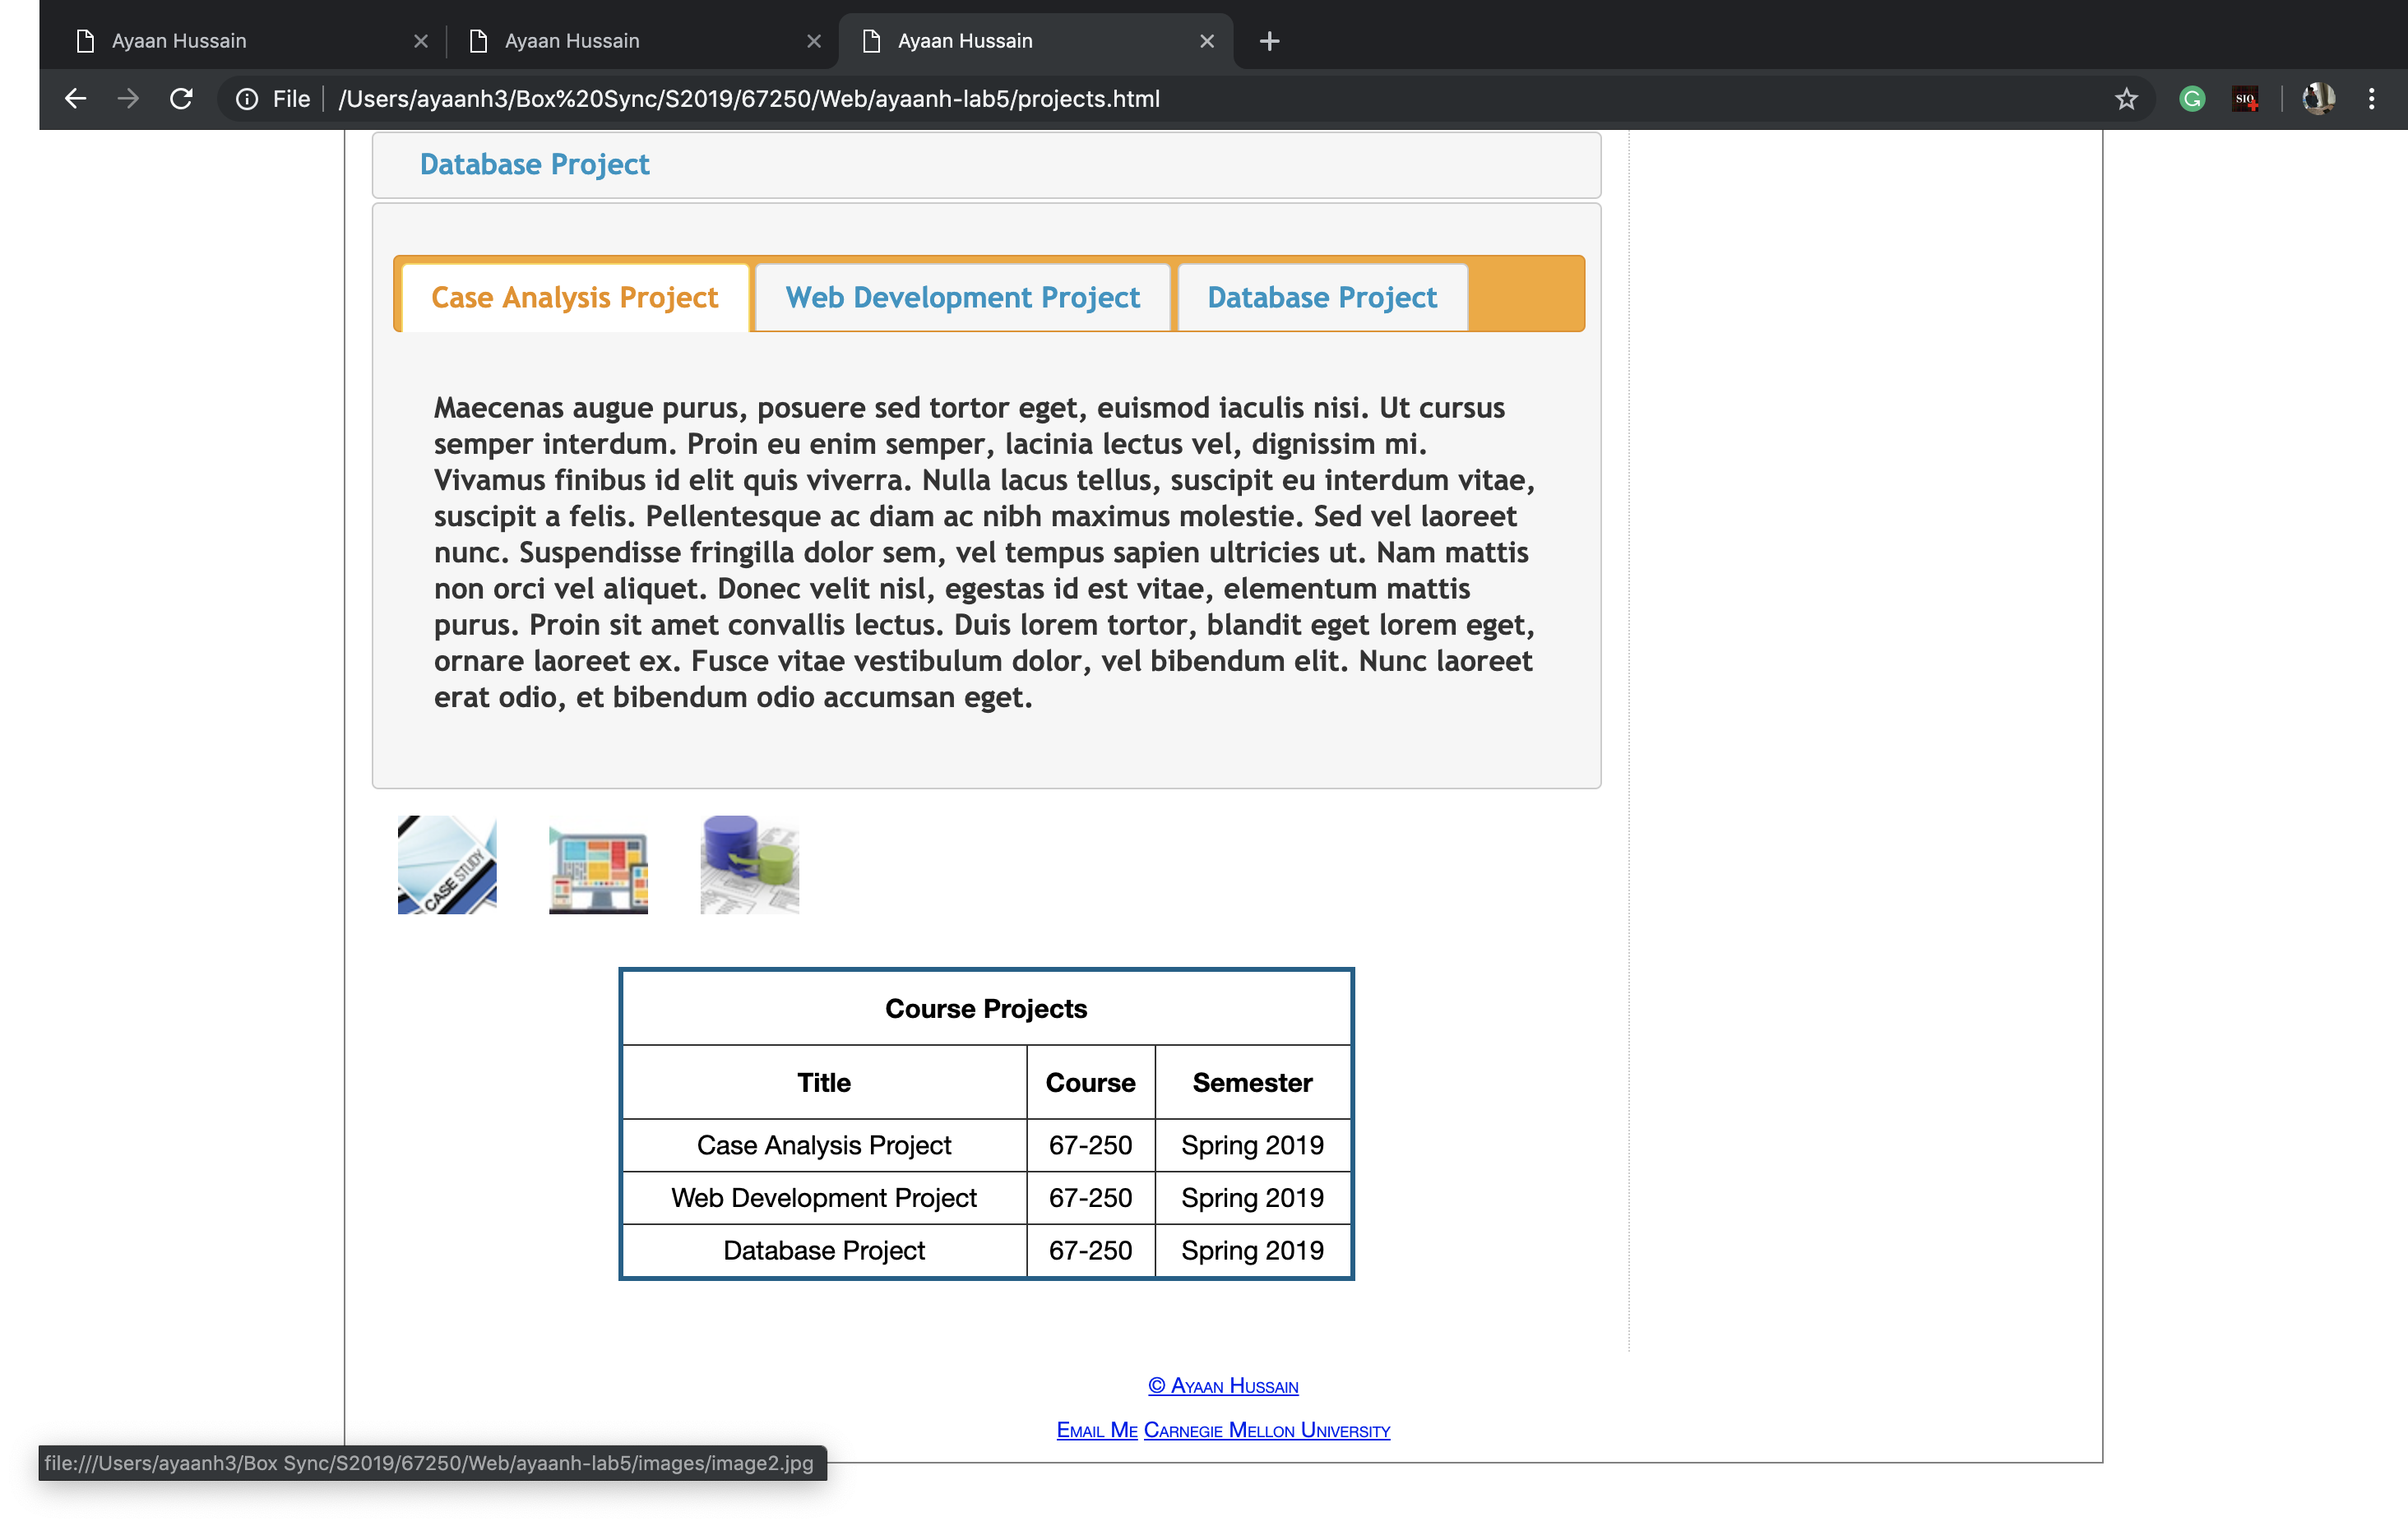 Ayaan Hussain
Ayaan Hussain
Ayaan Hussain
File /Users/ayaanh3/Box%20Sync/S2019/67250/Web/ayaanh-lab5/projects.html
SIO
Database Project
Case Analysis Project Web Development Project Database Project
Maecenas augue purus, posuere sed tortor eget, euismod iaculis nisi. Ut cursus
semper interdum. Proin eu enim semper, lacinia lectus vel, dignissim mi.
Vivamus finibus id elit quis viverra. Nulla lacus tellus, suscipit eu interdum vitae,
suscipit a felis. Pellentesque ac diam ac nibh maximus molestie. Sed vel laoreet
nunc. Suspendisse fringilla dolor sem, vel tempus sapien ultricies ut. Nam mattis
non orci vel aliquet. Donec velit nisl, egestas id est vitae, elementum mattis
purus. Proin sit amet convallis lectus. Duis lorem tortor, blandit eget lorem eget,
ornare laoreet ex. Fusce vitae vestibulum dolor, vel bibendum elit. Nunc laoreet
erat odio, et bibendum odio accumsan eget.
CASE STUDY
Course Projects
Title Course Semester
Case Analysis Project 67-250 Spring 2019
Web Development Project 67-250 Spring 2019
Database Project 67-250 Spring 2019
© Ayaan Hussain
Email Me Carnegie Mellon University
file:///Users/ayaanh3/Box Sync/S2019/67250/Web/ayaanh-lab5/images/image2.jpg